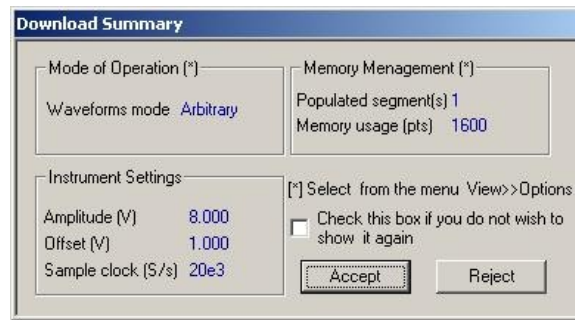 Download Summary
Mode of Operation (*)
Waveforms mode Arbitrary
Memory Menagement (*)
Populated segment(s) 1
Memory usage (pts) 1600
Instrument Settings
Amplitude (V) 8.000
Offset (V) 1.000
Sample clock (S/s) 20e3
[*] Select from the menu View>>Options
Check this box if you do not wish to
show it again
Accept
Reject